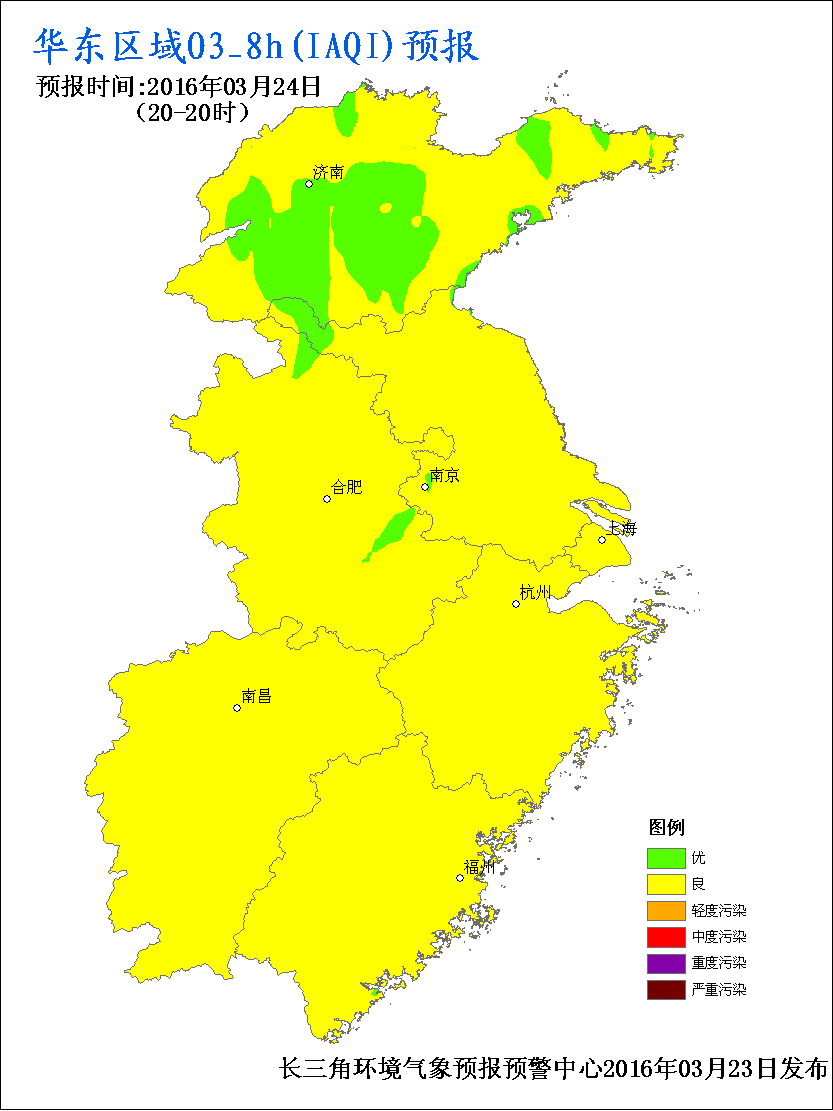 华东区域O3_8h(IAQI)预报
预报时间:2016年03月24日
（20-20时）
济南
南京
合肥
上海
杭州
南昌
福州
图例
优
良
轻度污染
中度污染
重度污染
严重污染
长三角环境气象预报预警中心2016年03月23日发布